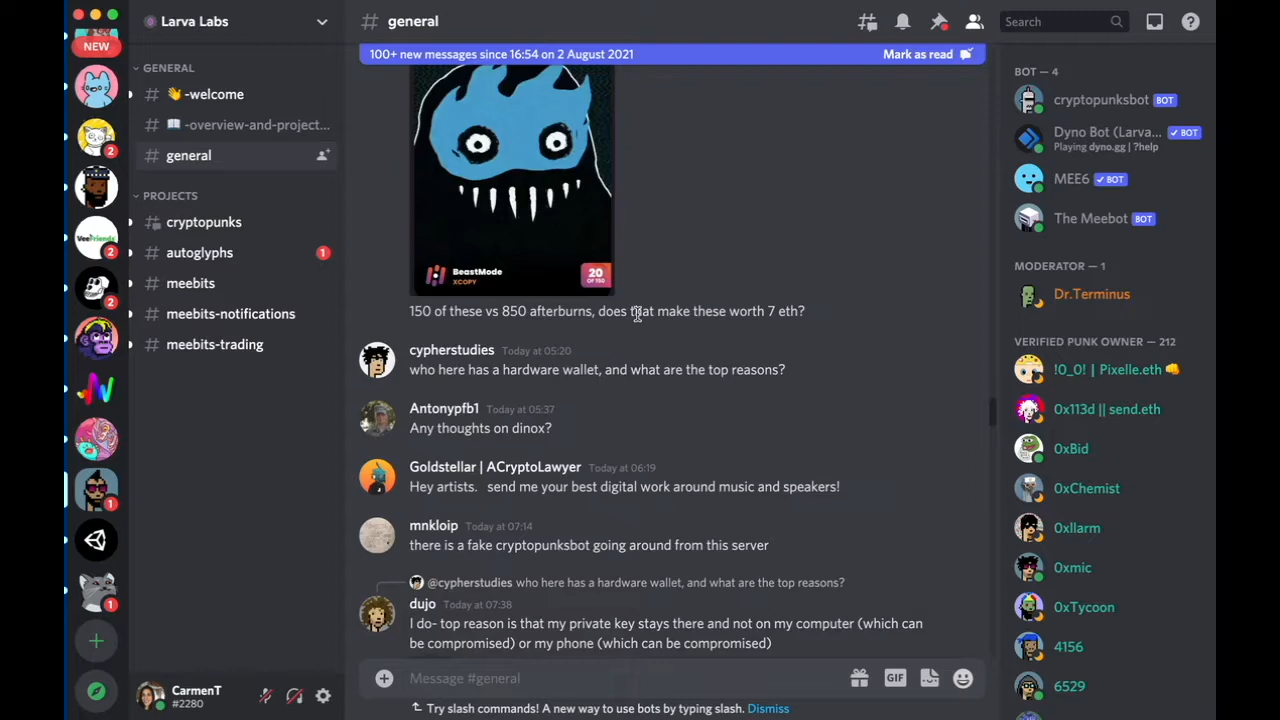 NEW
2
2
2
1
1
Larva Labs
GENERAL
👋 -welcome
📖 -overview-and-project...
general
PROJECTS
cryptopunks
autoglyphs
1
meebits
meebits-notifications
meebits-trading
CarmenT
#2280
# general
Search
100+ new messages since 16:54 on 2 August 2021
Mark as read
BeastMode
XCOPY
20
OF 150
150 of these vs 850 afterburns, does that make these worth 7 eth?
cypherstudies Today at 05:20
who here has a hardware wallet, and what are the top reasons?
Antonypfb1 Today at 05:37
Any thoughts on dinox?
Goldstellar | ACryptoLawyer Today at 06:19
Hey artists. send me your best digital work around music and speakers!
mnkloip Today at 07:14
there is a fake cryptopunksbot going around from this server
@cypherstudies who here has a hardware wallet, and what are the top reasons?
dujo Today at 07:38
I do- top reason is that my private key stays there and not on my computer (which can
be compromised) or my phone (which can be compromised)
Message #general
GIF
Try slash commands! A new way to use bots by typing slash. Dismiss
BOT — 4
cryptopunksbot BOT
Dyno Bot (Larva... ✓ BOT
Playing dyno.gg | ?help
MEE6 ✓ BOT
The Meebot BOT
MODERATOR — 1
Dr.Terminus
VERIFIED PUNK OWNER — 212
!0_0! | Pixelle.eth 👊
0x113d || send.eth
0xBid
0xChemist
0xIlarm
0xmic
0xTycoon
4156
6529